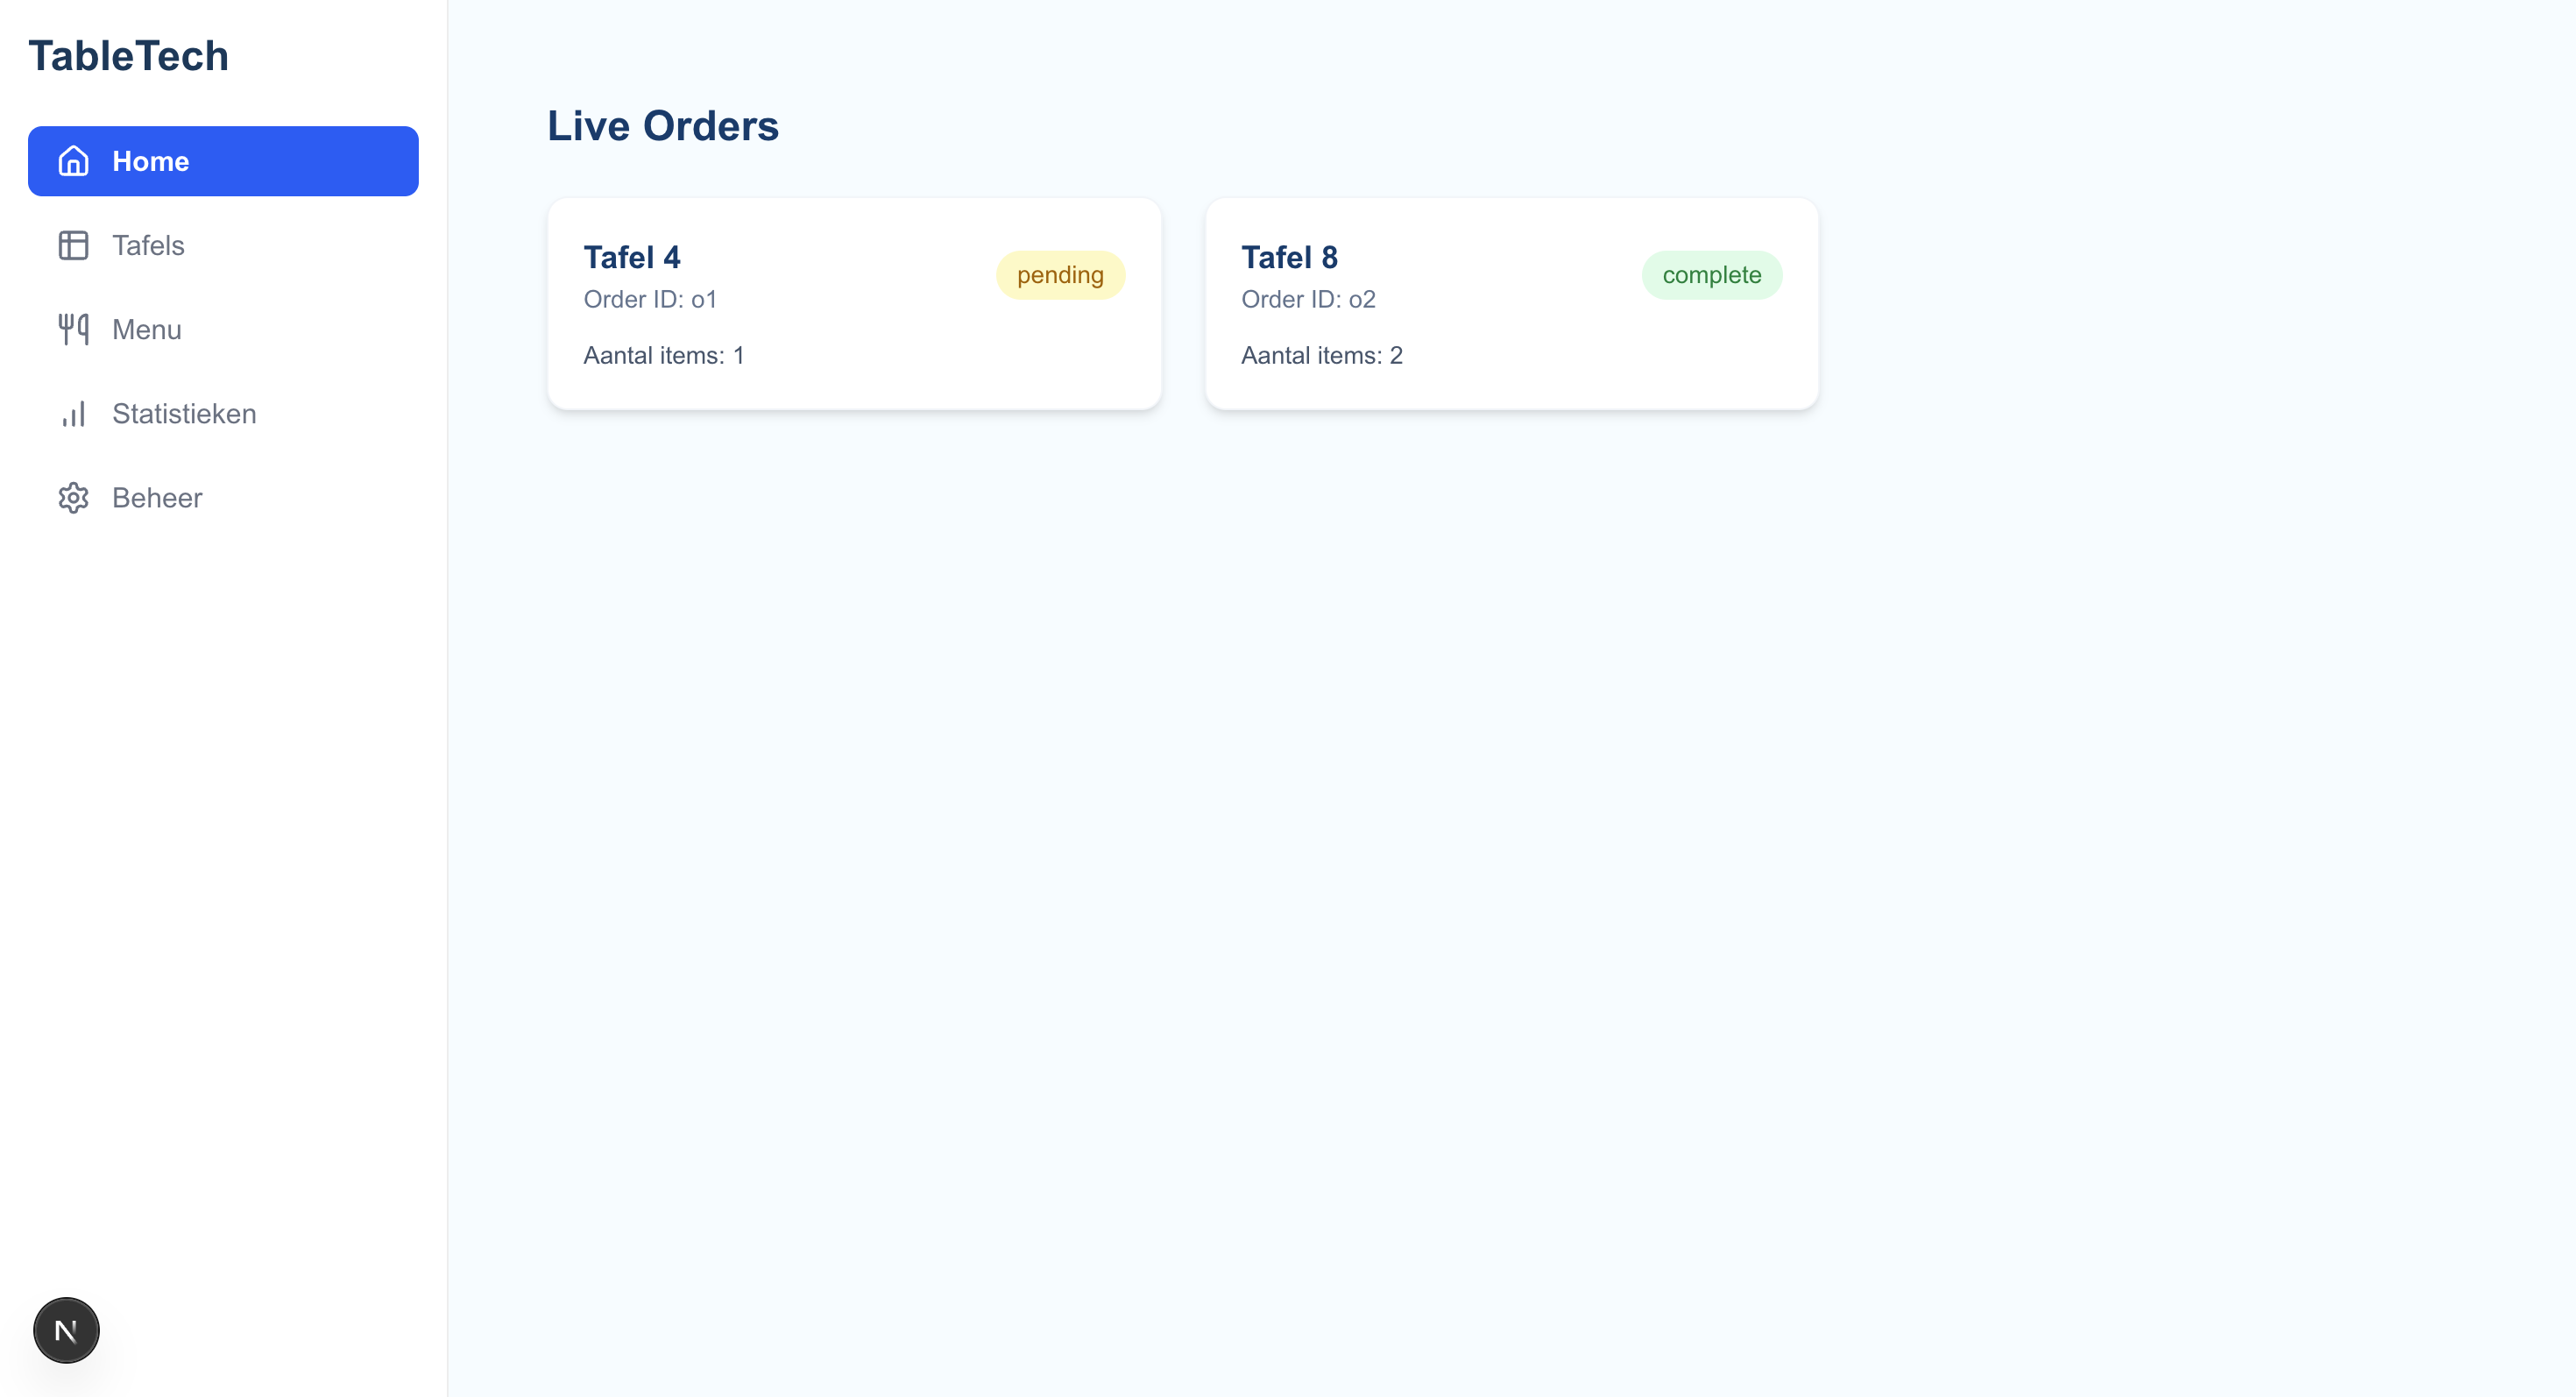 TableTech
Home
Tafels
Menu
Statistieken
Beheer
N
Live Orders
Tafel 4
Order ID: o1
pending
Aantal items: 1
Tafel 8
Order ID: o2
complete
Aantal items: 2